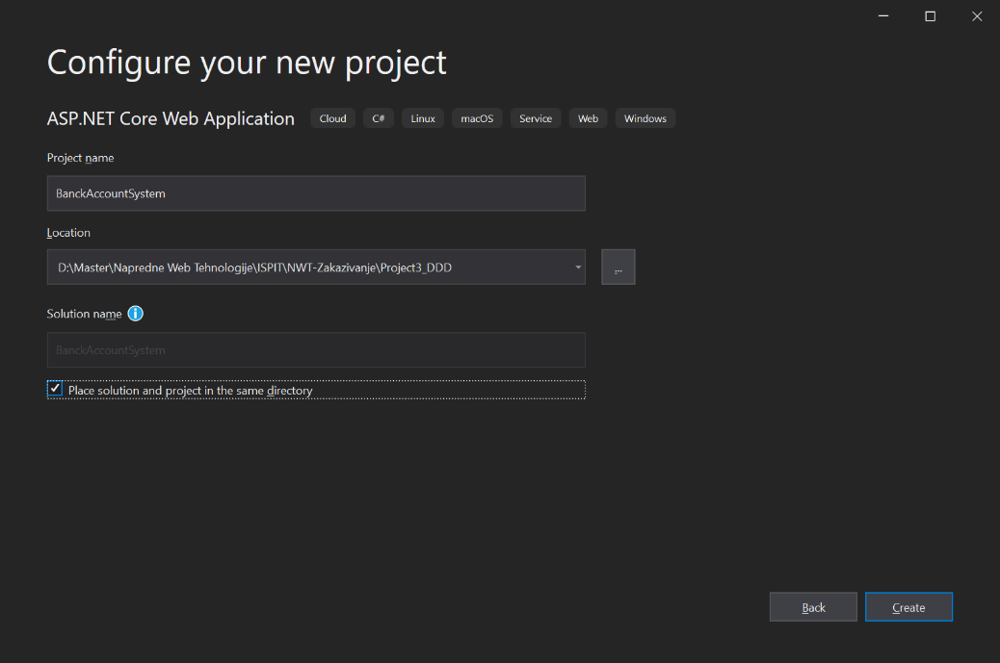 Configure your new project
ASP.NET Core Web Application Cloud C# Linux macOS Service Web Windows
Project name
BanckAccountSystem
Location
D:\Master\Napredne Web Tehnologije\ISPIT\NWT-Zakazivanje\Project3_DDD
...
Solution name
BanckAccountSystem
Place solution and project in the same directory
Back Create